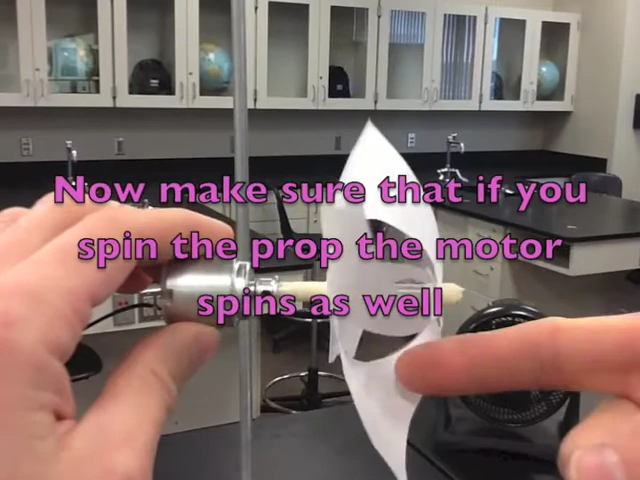 Now make sure that if you
spin the prop the motor
spins as well